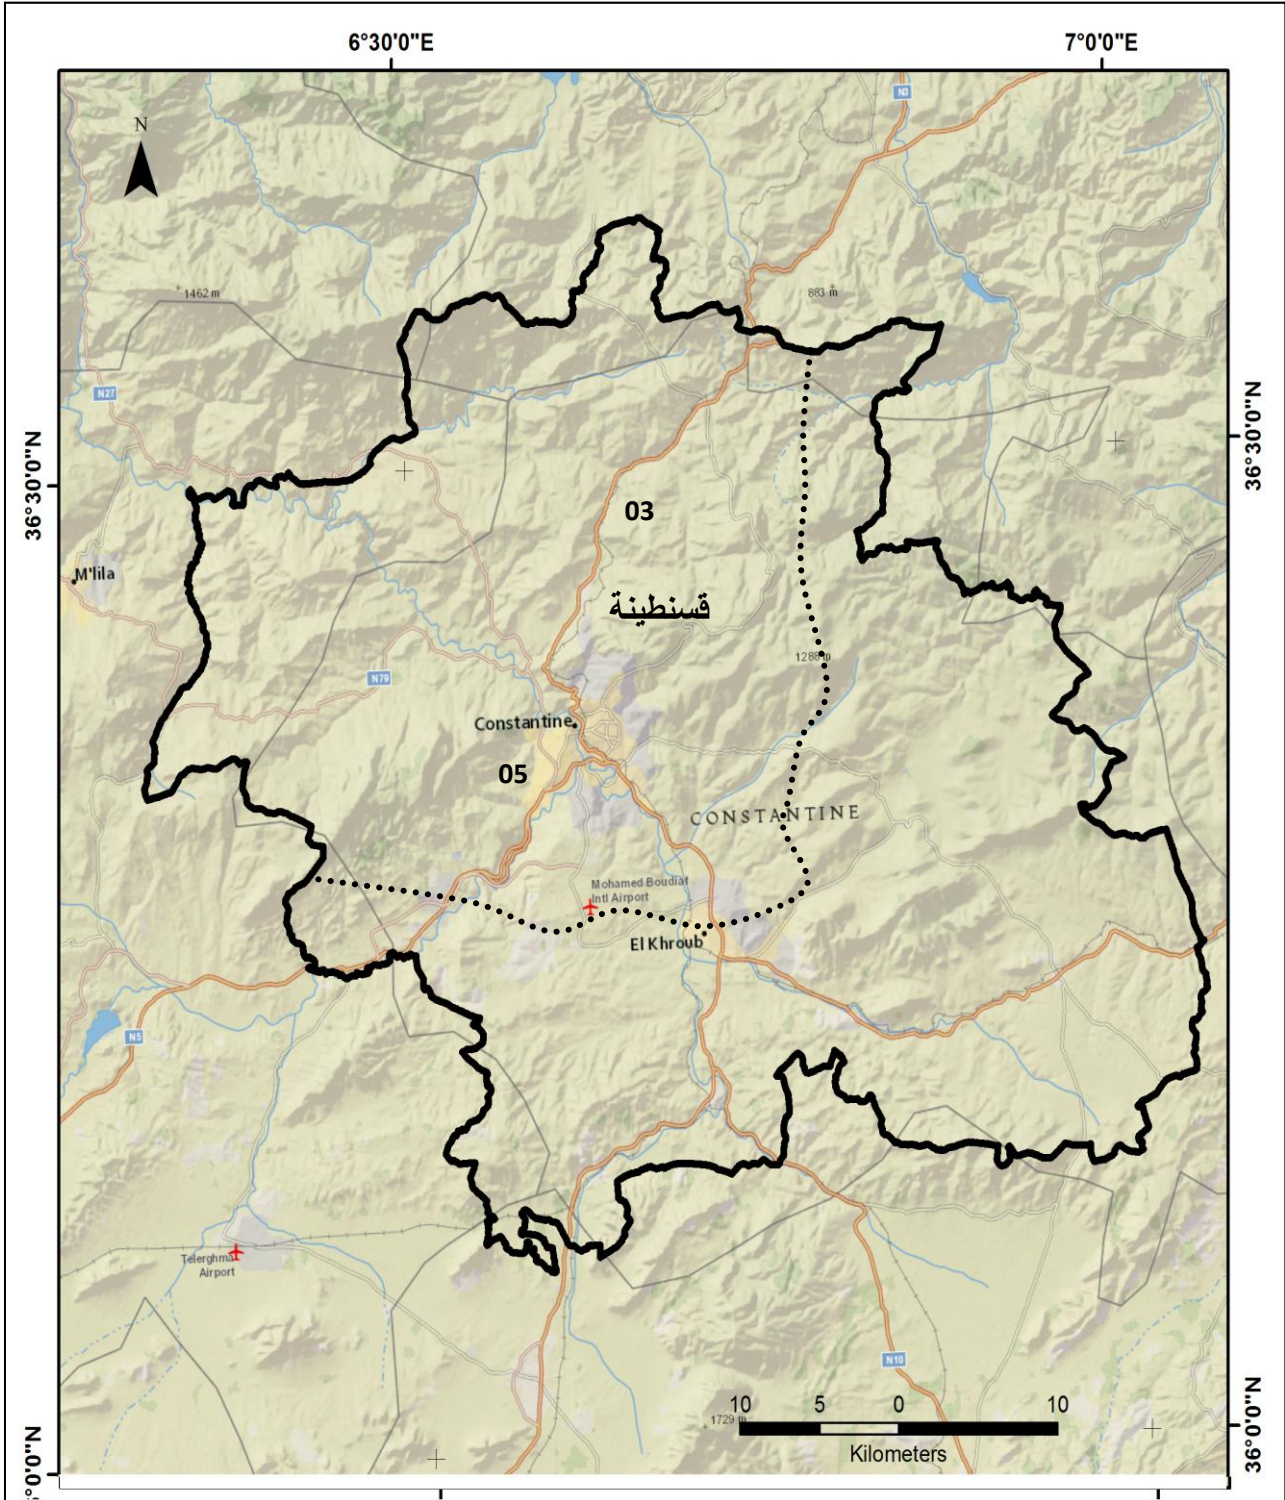 6°30'0"E
7°0'0"E
N
N3
1462 m
883 m
N27
36°30'0"N
36°30'0"N
03
M'lila
قسنطينة
1288 m
N79
Constantine
05
CONSTANTINE
Mohamed Boudiaf
Intl Airport
El Khroub
N5
Telerghma
Airport
N10
10 5 0 10
1729 m
Kilometers
36°0'0"N
°0'0"N